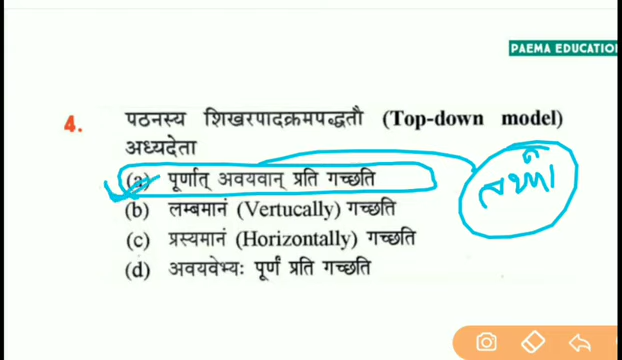 PAEMA EDUCATIO
4. पठनस्य शिखरपादक्रमपद्धतौ (Top-down model)
अध्यदेता
(a) पूर्णात् अवयवान् प्रति गच्छति
(b) लम्बमानं (Vertucally) गच्छति
(c) प्रस्यमानं (Horizontally) गच्छति
(d) अवयवेभ्यः पूर्णं प्रति गच्छति